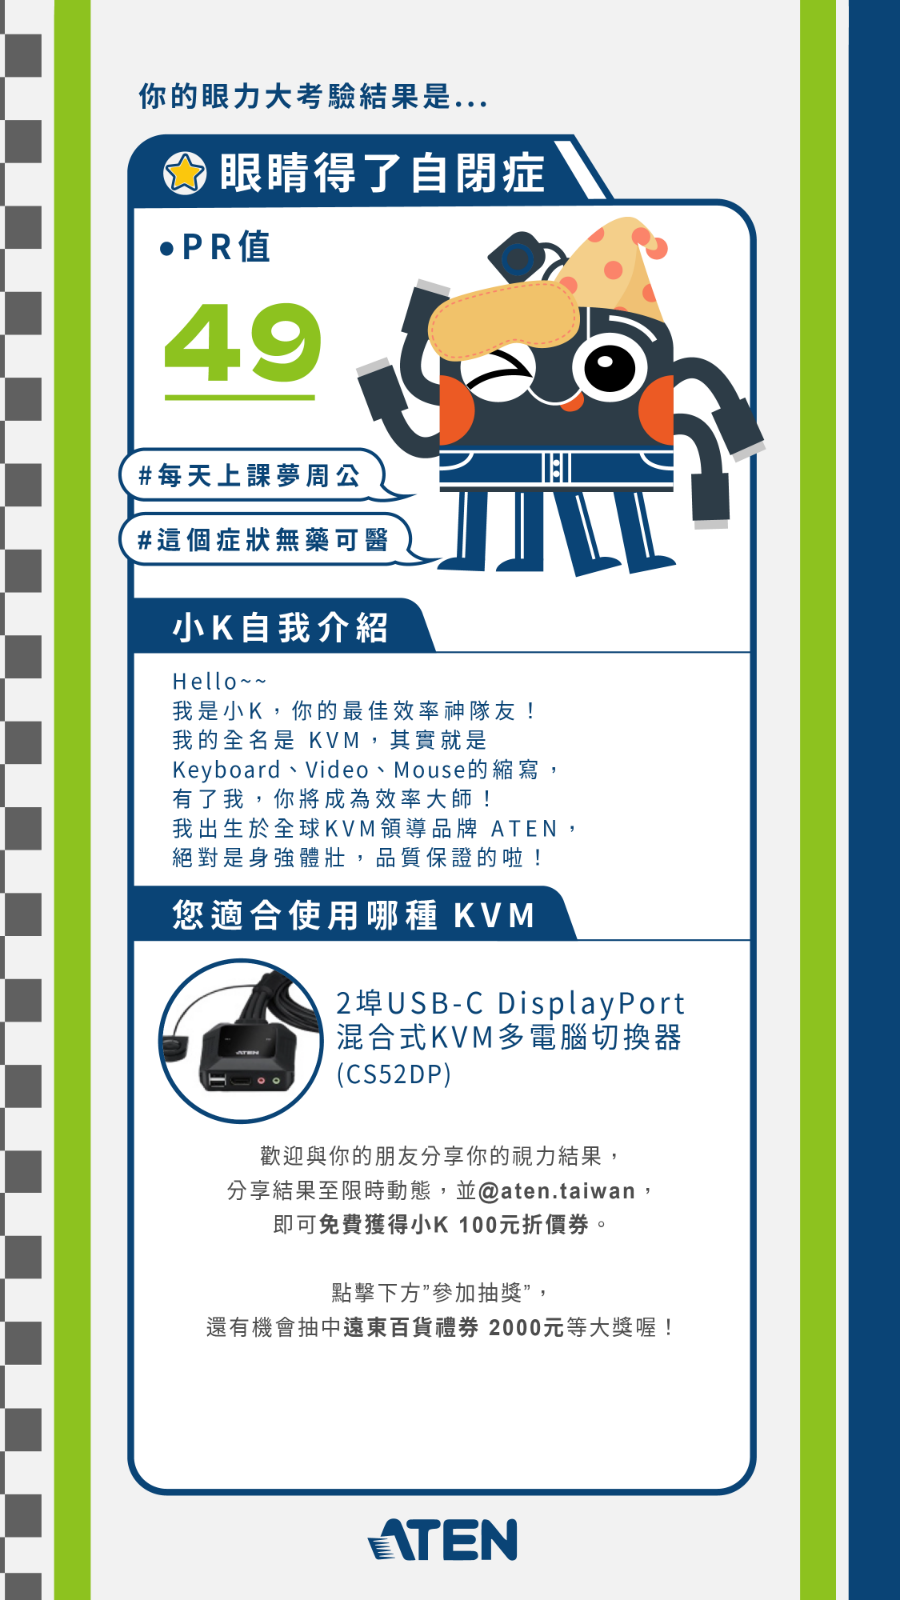 你的眼力大考驗結果是...
眼睛得了自閉症
•PR值
49
#每天上課夢周公
#這個症狀無藥可醫
小K自我介紹
Hello~~
我是小K，你的最佳效率神隊友！
我的全名是 KVM，其實就是
Keyboard、Video、Mouse的縮寫，
有了我，你將成為效率大師！
我出生於全球KVM領導品牌 ATEN，
絕對是身強體壯，品質保證的啦！
您適合使用哪種 KVM
ATEN
2埠USB-C DisplayPort
混合式KVM多電腦切換器
(CS52DP)
歡迎與你的朋友分享你的視力結果，
分享結果至限時動態，並@aten.taiwan，
即可免費獲得小K 100元折價券。
點擊下方”參加抽獎”，
還有機會抽中遠東百貨禮券 2000元等大獎喔！
ATEN